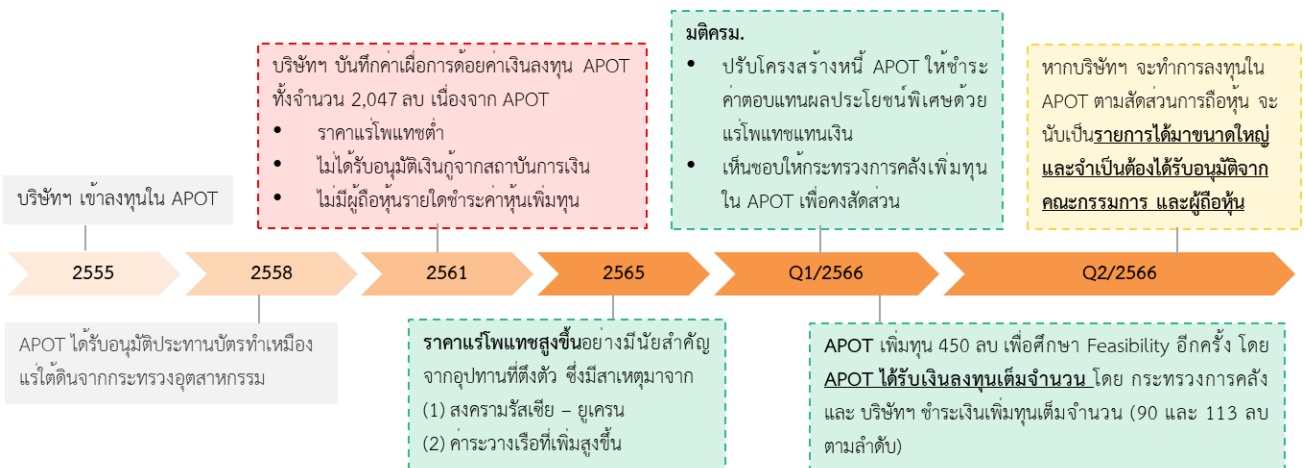 บริษัทฯ เข้าลงทุนใน APOT
บริษัทฯ บันทึกค่าเผื่อการด้อยค่าเงินลงทุน APOT
ทั้งจำนวน 2,047 ลบ เนื่องจาก APOT
• ราคาแร่โพแทชต่ำ
• ไม่ได้รับอนุมัติเงินกู้จากสถาบันการเงิน
• ไม่มีผู้ถือหุ้นรายใดชำระค่าหุ้นเพิ่มทุน
มติครม.
• ปรับโครงสร้างหนี้ APOT ให้ชำระ
ค่าตอบแทนผลประโยชน์พิเศษด้วย
แร่โพแทชแทนเงิน
• เห็นชอบให้กระทรวงการคลังเพิ่มทุน
ใน APOT เพื่อคงสัดส่วน
หากบริษัทฯ จะทำการลงทุนใน
APOT ตามสัดส่วนการถือหุ้น จะ
นับเป็นรายการได้มาขนาดใหญ่
และจำเป็นต้องได้รับอนุมัติจาก
คณะกรรมการ และผู้ถือหุ้น
2555
2558
2561
2565
Q1/2566
Q2/2566
APOT ได้รับอนุมัติประทานบัตรทำเหมือง
แร่ใต้ดินจากกระทรวงอุตสาหกรรม
ราคาแร่โพแทชสูงขึ้นอย่างมีนัยสำคัญ
จากอุปทานที่ตึงตัว ซึ่งมีสาเหตุมาจาก
(1) สงครามรัสเซีย – ยูเครน
(2) ค่าระวางเรือที่เพิ่มสูงขึ้น
APOT เพิ่มทุน 450 ลบ เพื่อศึกษา Feasibility อีกครั้ง โดย
APOT ได้รับเงินลงทุนเต็มจำนวน โดย กระทรวงการคลัง
และ บริษัทฯ ชำระเงินเพิ่มทุนเต็มจำนวน (90 และ 113 ลบ
ตามลำดับ)